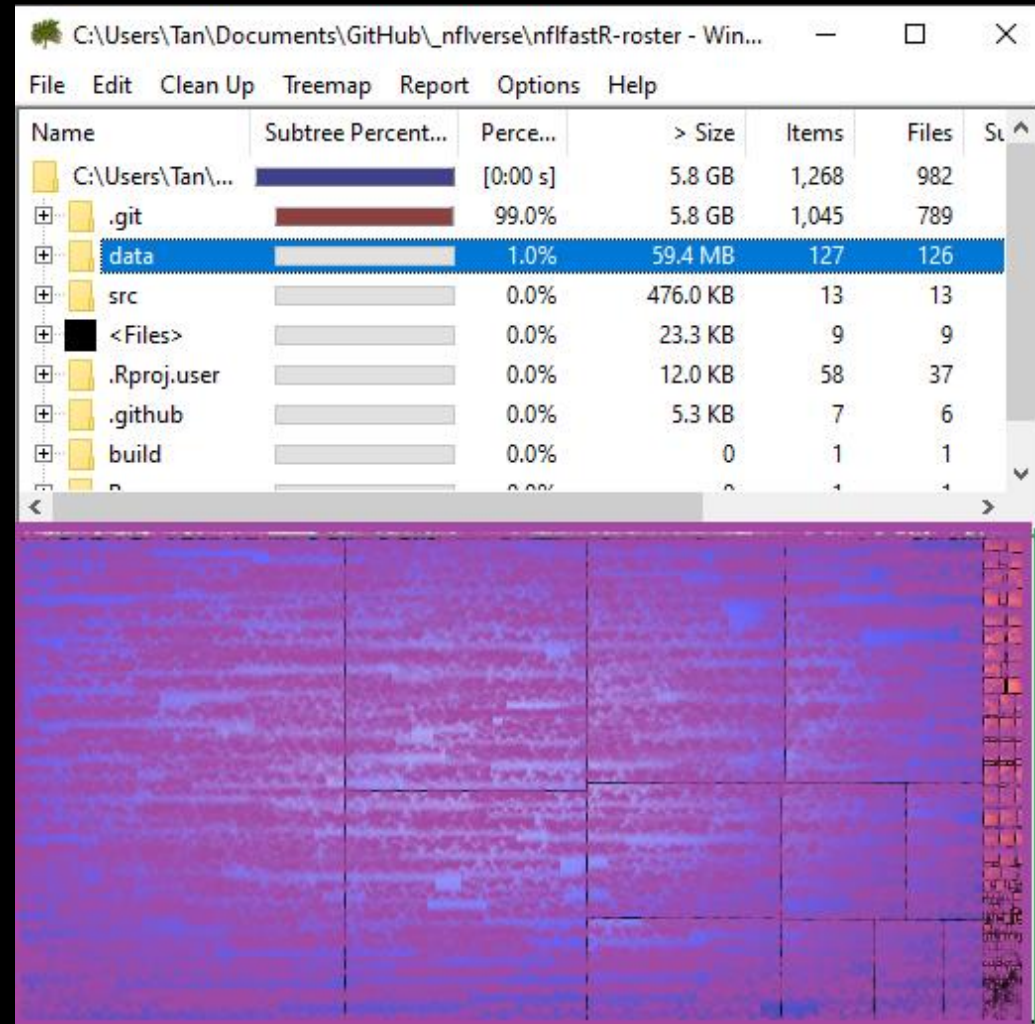 C:\Users\Tan\Documents\GitHub\_nflverse\nflfastR-roster - Win...
File Edit Clean Up Treemap Report Options Help
Name Subtree Percent... Perce... > Size Items Files Su
C:\Users\Tan\... [0:00 s] 5.8 GB 1,268 982
.git 99.0% 5.8 GB 1,045 789
data 1.0% 59.4 MB 127 126
src 0.0% 476.0 KB 13 13
<Files> 0.0% 23.3 KB 9 9
.Rproj.user 0.0% 12.0 KB 58 37
.github 0.0% 5.3 KB 7 6
build 0.0% 0 1 1